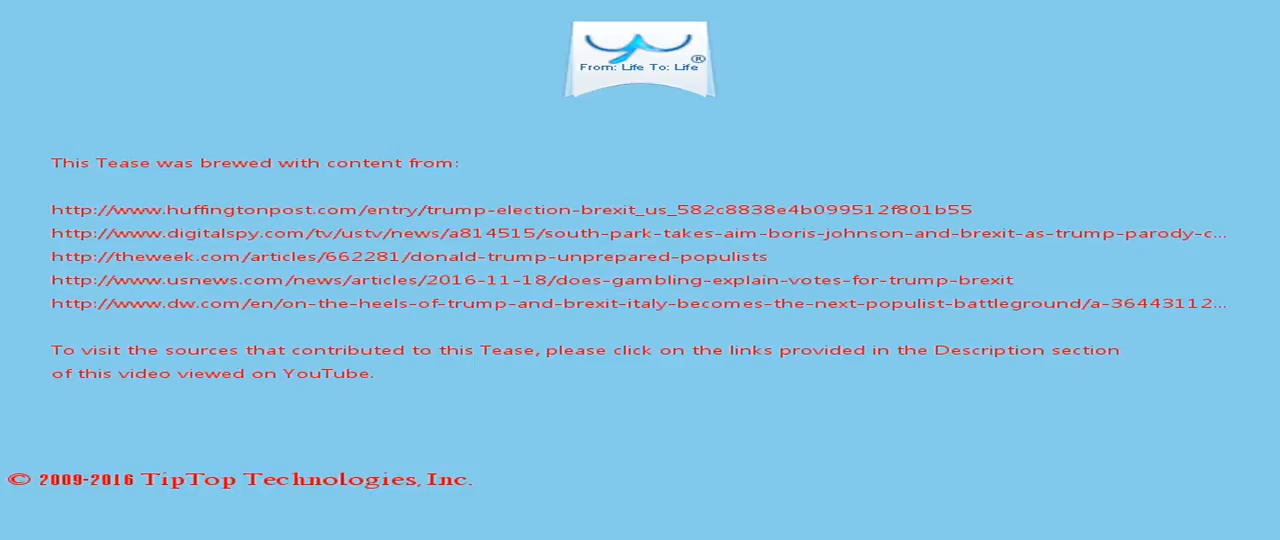 From: Life To: Life ®
This Tease was brewed with content from:
http://www.huffingtonpost.com/entry/trump-election-brexit_us_582c8838e4b099512f801b55
http://www.digitalspy.com/tv/ustv/news/a814515/south-park-takes-aim-boris-johnson-and-brexit-as-trump-parody-c...
http://theweek.com/articles/662281/donald-trump-unprepared-populists
http://www.usnews.com/news/articles/2016-11-18/does-gambling-explain-votes-for-trump-brexit
http://www.dw.com/en/on-the-heels-of-trump-and-brexit-italy-becomes-the-next-populist-battleground/a-36443112...
To visit the sources that contributed to this Tease, please click on the links provided in the Description section
of this video viewed on YouTube.
© 2009-2016 TipTop Technologies, Inc.